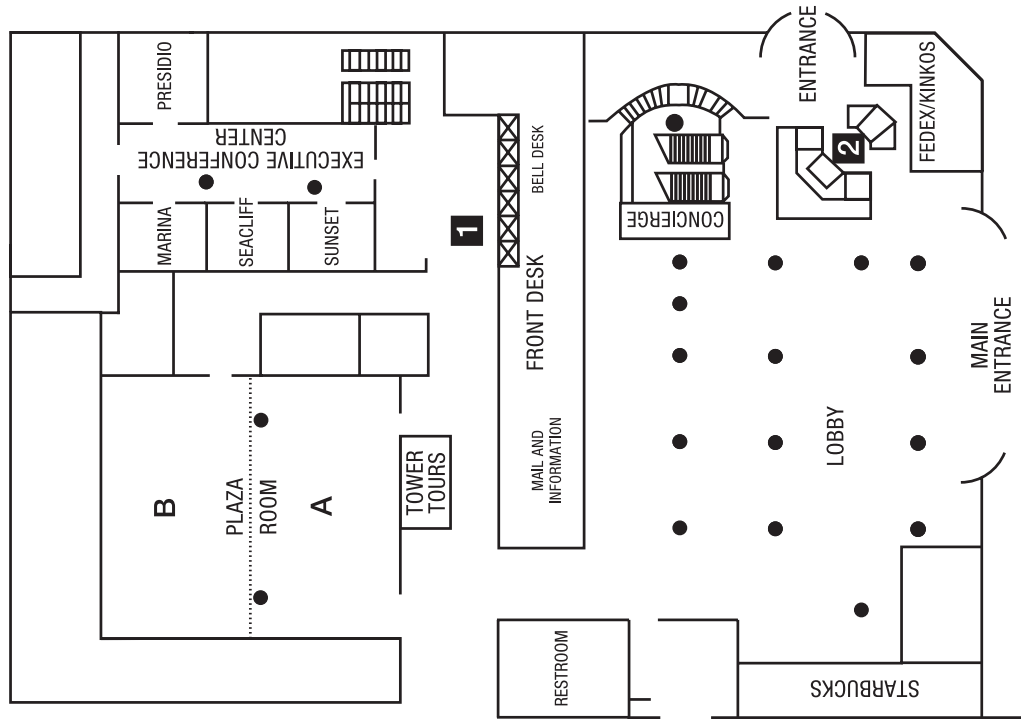 PRESIDIO
EXECUTIVE CONFERENCE
CENTER
MARINA
SEACLIFF
SUNSET
1
BELL DESK
FRONT DESK
MAIL AND
INFORMATION
CONCIERGE
ENTRANCE
2
FEDEX/KINKOS
MAIN
ENTRANCE
LOBBY
B
PLAZA
ROOM
A
TOWER
TOURS
RESTROOM
STARBUCKS